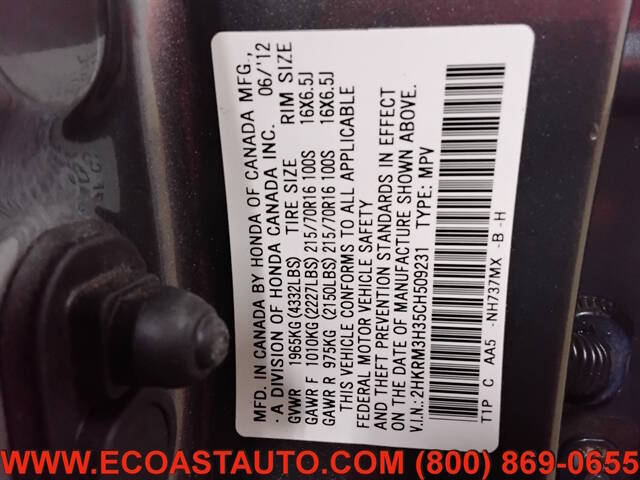 MFD. IN CANADA BY HONDA OF CANADA MFG.,
· A DIVISION OF HONDA CANADA INC. 06/'12
GVWR 1965KG(4332LBS) TIRE SIZE RIM SIZE
GAWR F 1010KG (2227LBS) 215/70R16 100S 16X6.5J
GAWR R 975KG (2150LBS) 215/70R16 100S 16X6.5J
THIS VEHICLE CONFORMS TO ALL APPLICABLE
FEDERAL MOTOR VEHICLE SAFETY
AND THEFT PREVENTION STANDARDS IN EFFECT
ON THE DATE OF MANUFACTURE SHOWN ABOVE.
V.I.N.:2HKRM3H35CH509231 TYPE: MPV
T1P C AA5 -NH737MX -B -H
WWW.ECOASTAUTO.COM (800) 869-0655